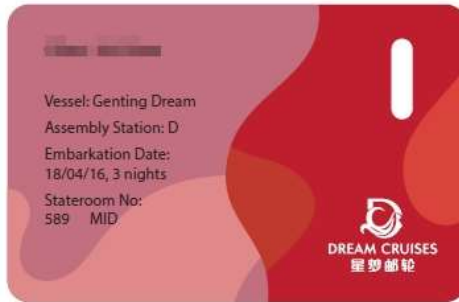 Vessel: Genting Dream
Assembly Station: D
Embarkation Date:
18/04/16, 3 nights
Stateroom No:
589 MID
DREAM CRUISES
星梦邮轮